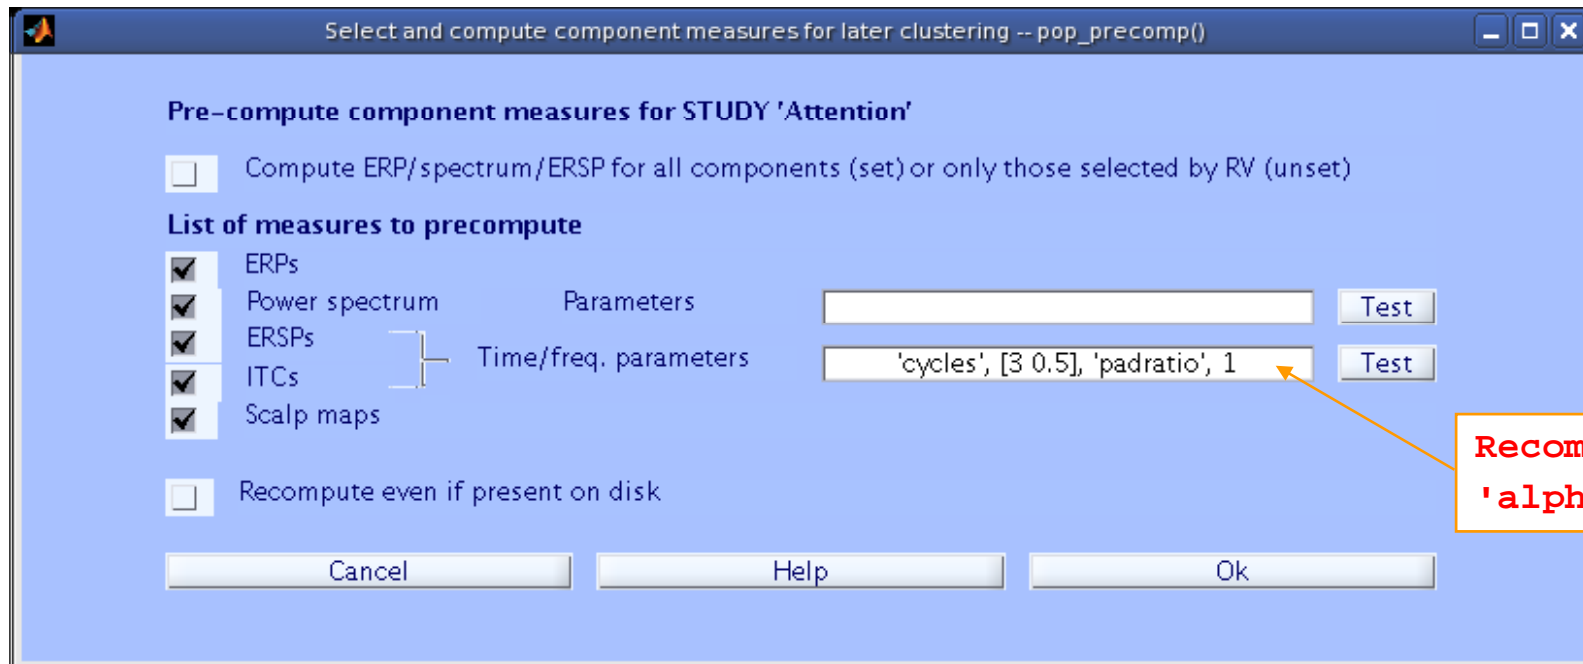 Select and compute component measures for later clustering -- pop_precomp()
Pre-compute component measures for STUDY 'Attention'
Compute ERP/spectrum/ERSP for all components (set) or only those selected by RV (unset)
List of measures to precompute
ERPs
Power spectrum Parameters Test
ERSPs
Time/freq. parameters 'cycles', [3 0.5], 'padratio', 1 Test
ITCs
Scalp maps
Recompute even if present on disk
Cancel Help Ok